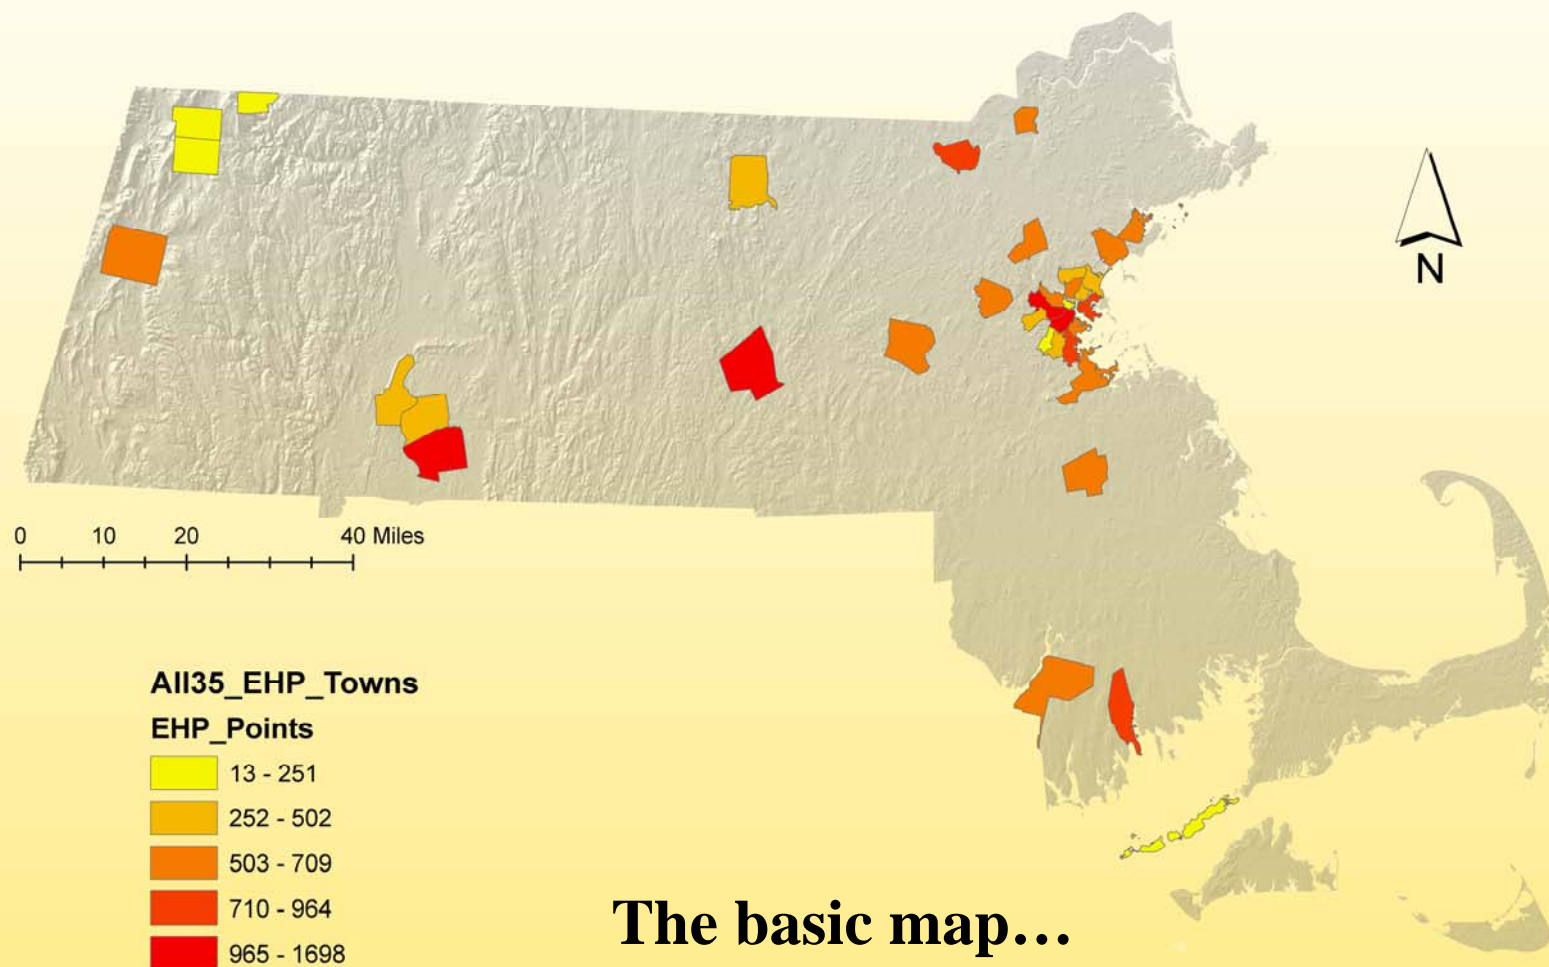 N
0 10 20 40 Miles
All35_EHP_Towns
EHP_Points
13 - 251
252 - 502
503 - 709
710 - 964
965 - 1698
The basic map…